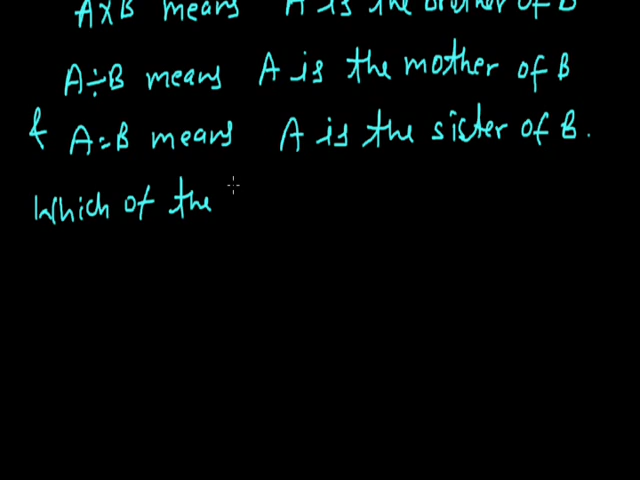 A×B means A is the brother of B
A÷B means A is the mother of B
& A=B means A is the sister of B.
Which of the